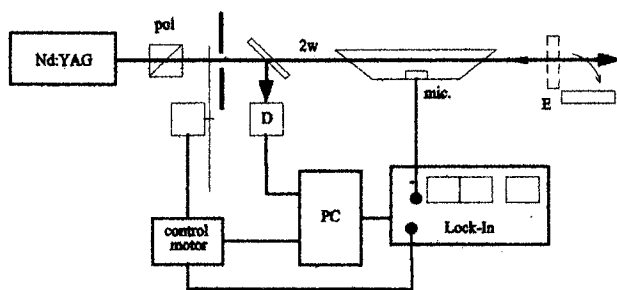 pol
Nd:YAG
2w
mic.
D
E
PC
control
motor
Lock-In